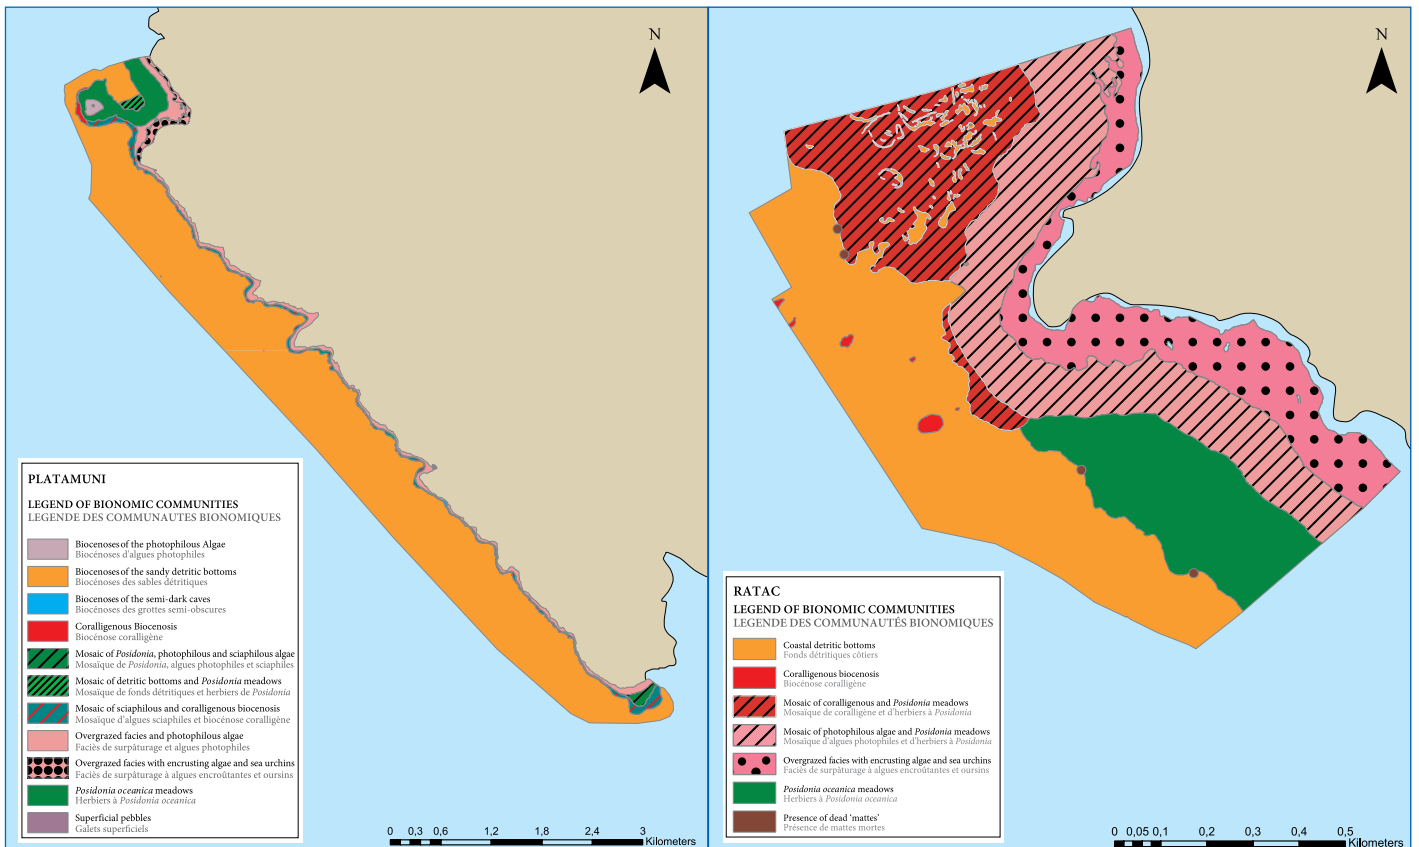 N
PLATAMUNI
LEGEND OF BIONOMIC COMMUNITIES
LEGENDE DES COMMUNAUTES BIONOMIQUES
Biocenoses of the photophilous Algae
Biocénoses d'algues photophiles
Biocenoses of the sandy detritic bottoms
Biocénoses des sables détritiques
Biocenoses of the semi-dark caves
Biocénoses des grottes semi-obscures
Coralligenous Biocenosis
Biocénose coralligène
Mosaic of Posidonia, photophilous and sciaphilous algae
Mosaïque de Posidonia, algues photophiles et sciaphiles
Mosaic of detritic bottoms and Posidonia meadows
Mosaïque de fonds détritiques et herbiers de Posidonia
Mosaic of sciaphilous and coralligenous biocenosis
Mosaïque d'algues sciaphiles et biocénose coralligène
Overgrazed facies and photophilous algae
Faciès de surpâturage et algues photophiles
Overgrazed facies with encrusting algae and sea urchins
Faciès de surpâturage à algues encroûtantes et oursins
Posidonia oceanica meadows
Herbiers à Posidonia oceanica
Superficial pebbles
Galets superficiels
0 0,3 0,6 1,2 1,8 2,4 3
Kilometers
N
RATAC
LEGEND OF BIONOMIC COMMUNITIES
LEGENDE DES COMMUNAUTÉS BIONOMIQUES
Coastal detritic bottoms
Fonds détritiques côtiers
Coralligenous biocenosis
Biocénose coralligène
Mosaic of coralligenous and Posidonia meadows
Mosaïque de coralligène et d'herbiers à Posidonia
Mosaic of photophilous algae and Posidonia meadows
Mosaïque d'algues photophiles et d'herbiers à Posidonia
Overgrazed facies with encrusting algae and sea urchins
Faciès de surpâturage à algues encroûtantes et oursins
Posidonia oceanica meadows
Herbiers à Posidonia oceanica
Presence of dead 'mattes'
Présence de mattes mortes
0 0,05 0,1 0,2 0,3 0,4 0,5
Kilometers